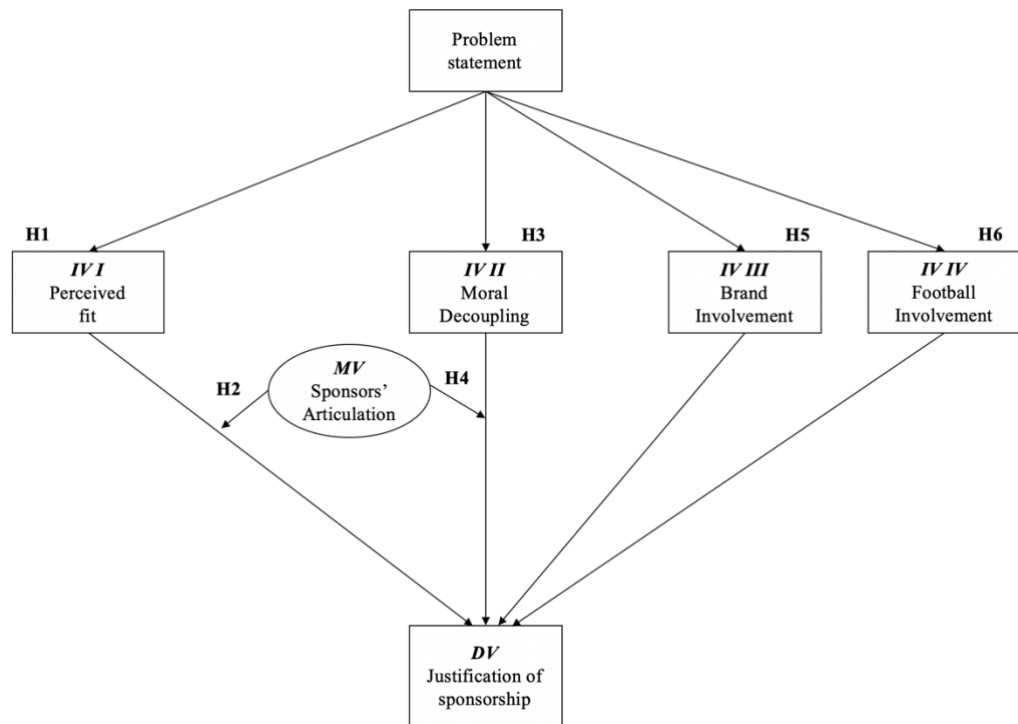 Problem
statement
H1
H3
H5
H6
IV I
Perceived
fit
IV II
Moral
Decoupling
IV III
Brand
Involvement
IV IV
Football
Involvement
H2
MV
Sponsors’
Articulation
H4
DV
Justification of
sponsorship